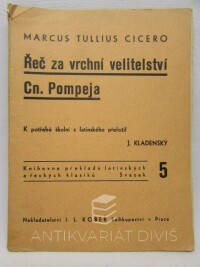 MARCUS TULLIUS CICERO
Řeč za vrchní velitelství
Cn. Pompeja
K potřebě školní z latinského přeložil
J. KLADENSKÝ
Knihovna překladů latinských
a řeckých klasiků Svazek 5
Nakladatelství I. L. KOBER knihkupectví v Praze
ANTIKVARIÁT DIVIŠ